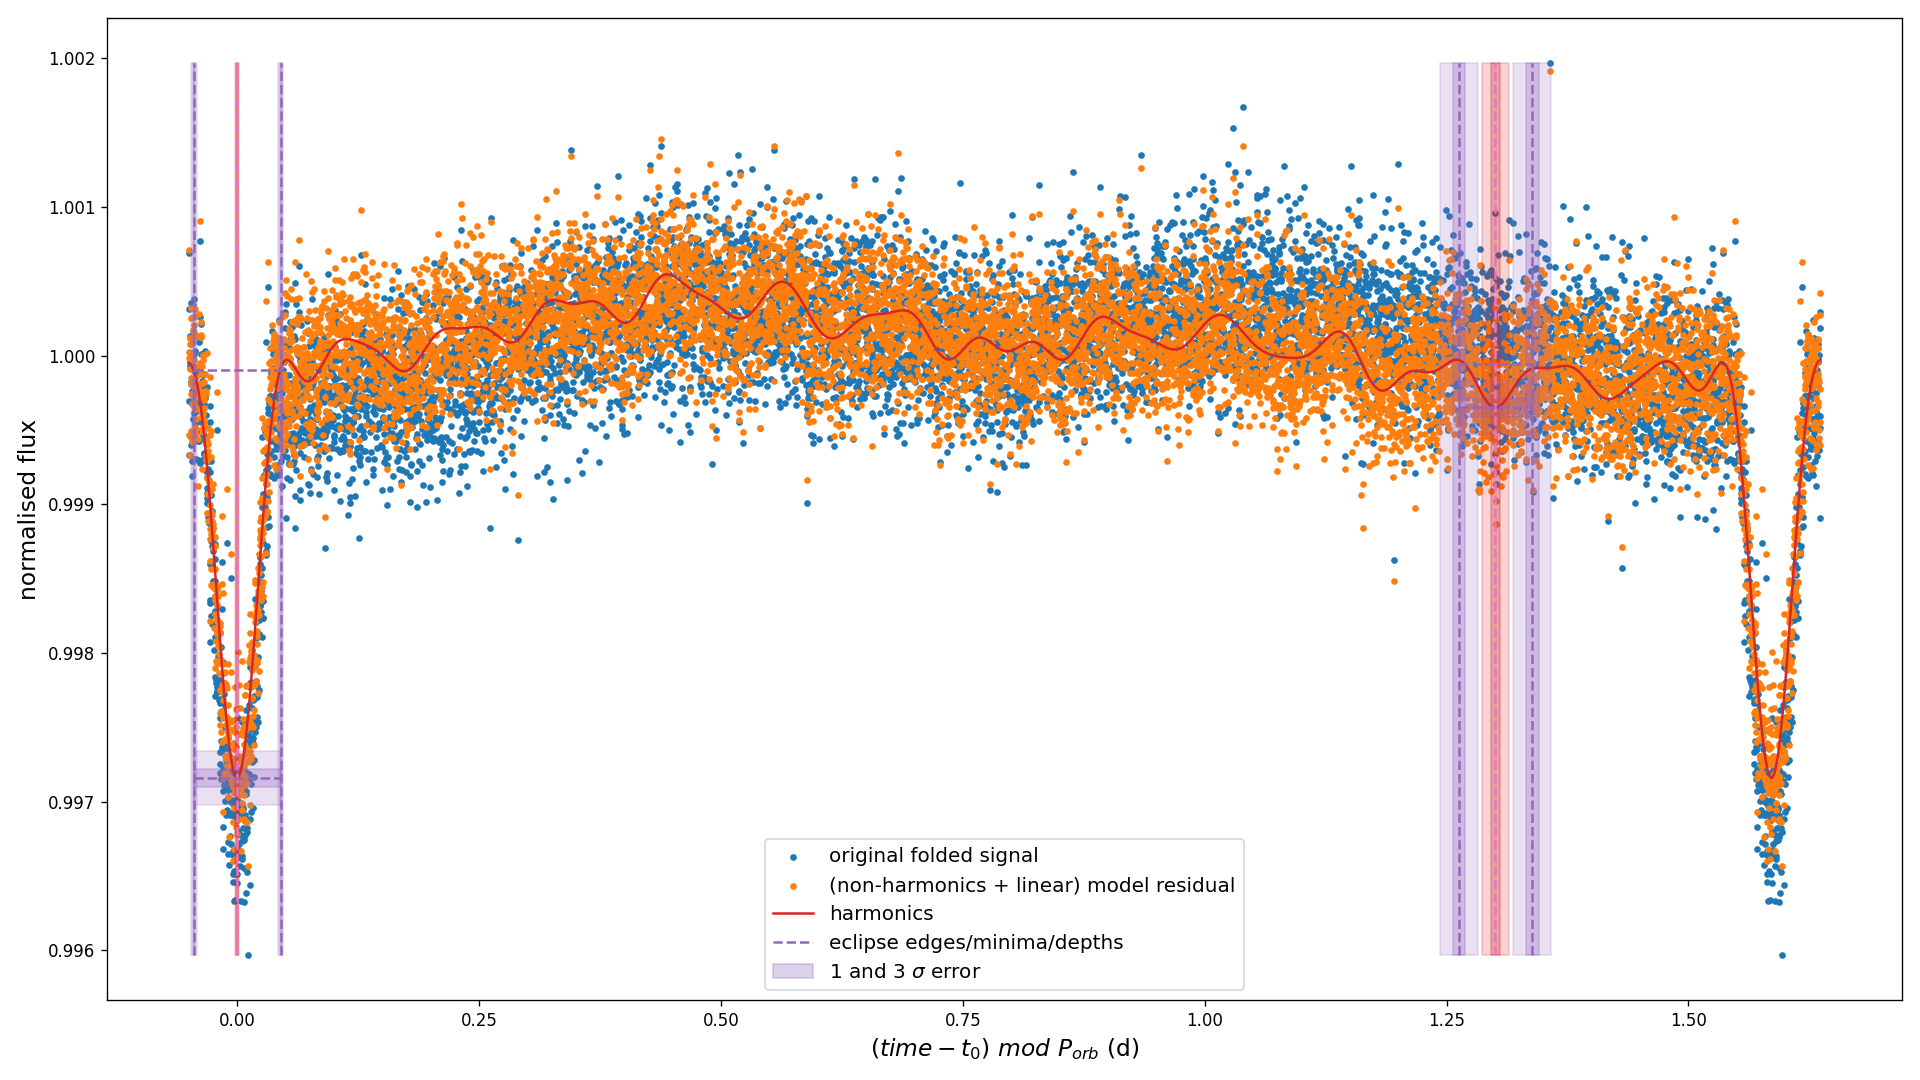 1.002
1.001
1.000
0.999
0.998
0.997
0.996
normalised flux
original folded signal
(non-harmonics + linear) model residual
harmonics
eclipse edges/minima/depths
1 and 3 σ error
0.00 0.25 0.50 0.75 1.00 1.25 1.50
(time − t₀) mod Pₒᵣᵦ (d)